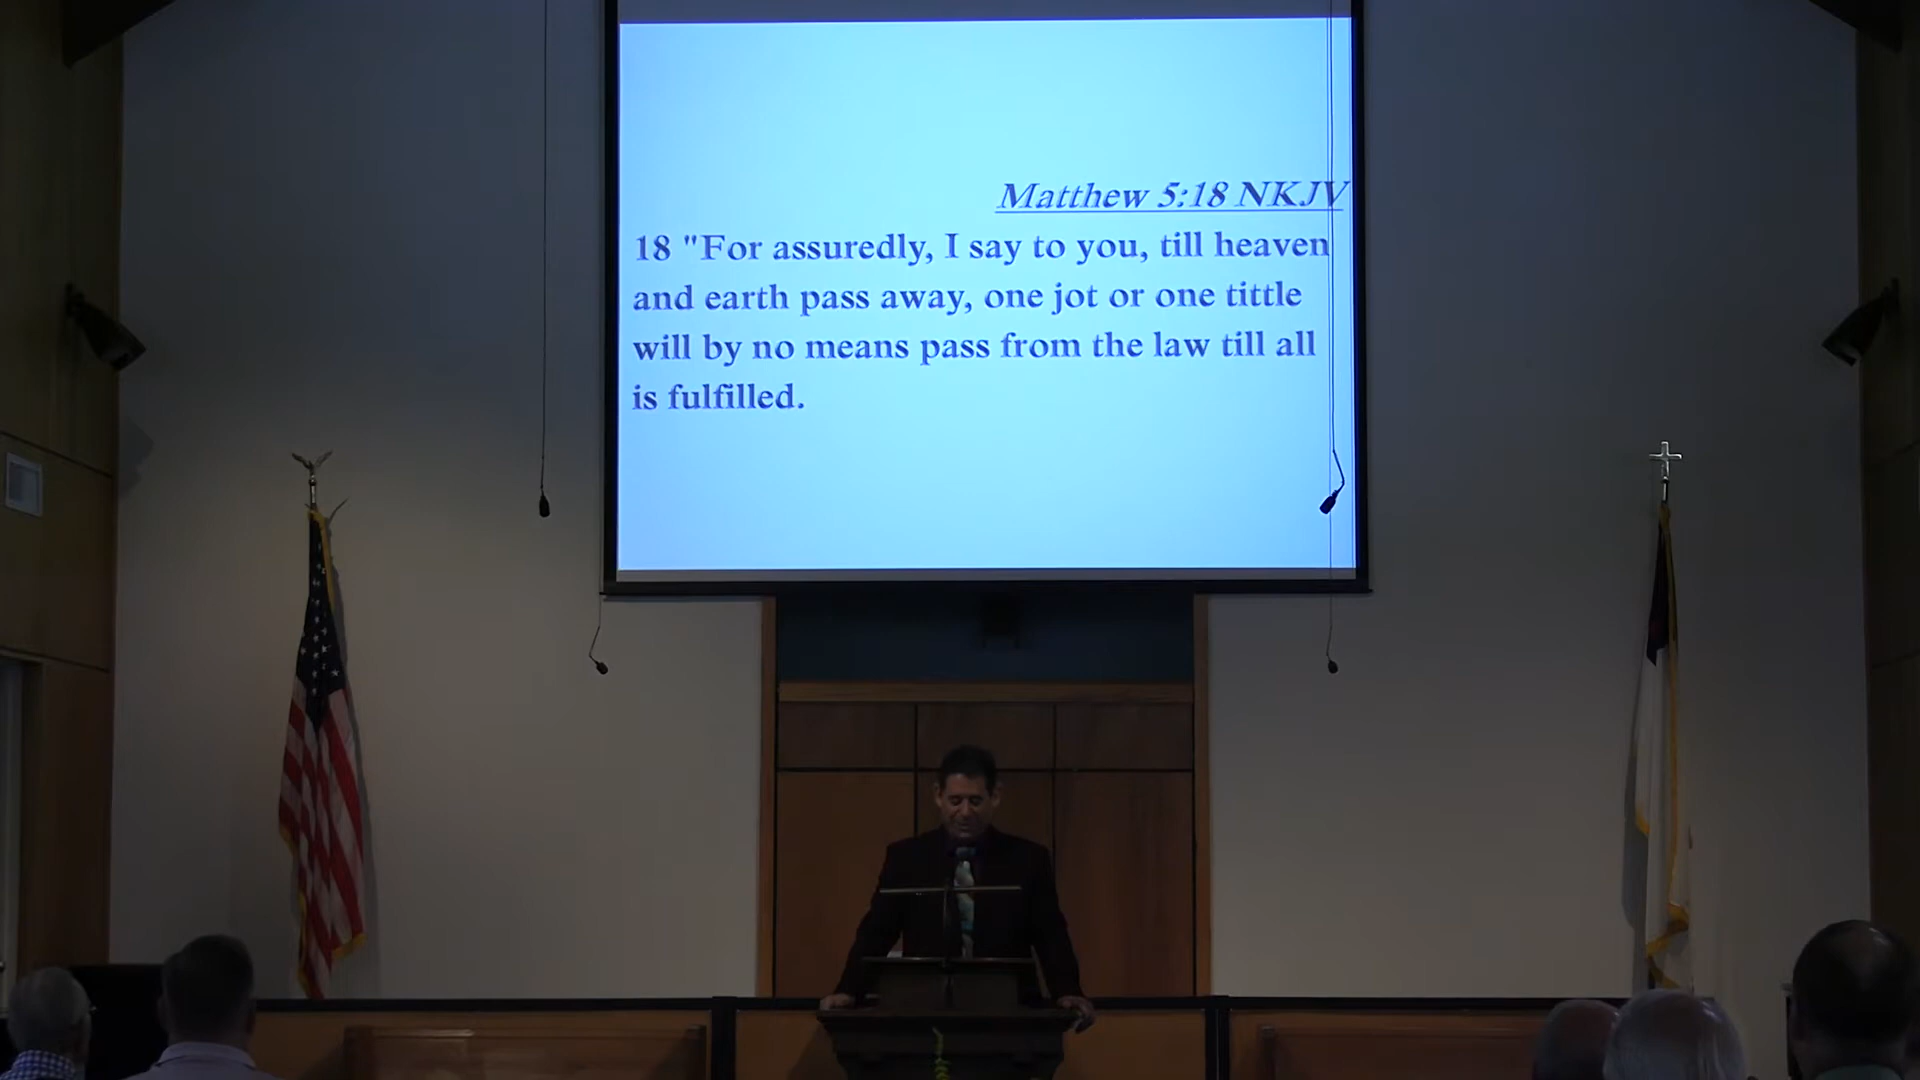 Matthew 5:18 NKJV
18 "For assuredly, I say to you, till heaven
and earth pass away, one jot or one tittle
will by no means pass from the law till all
is fulfilled.